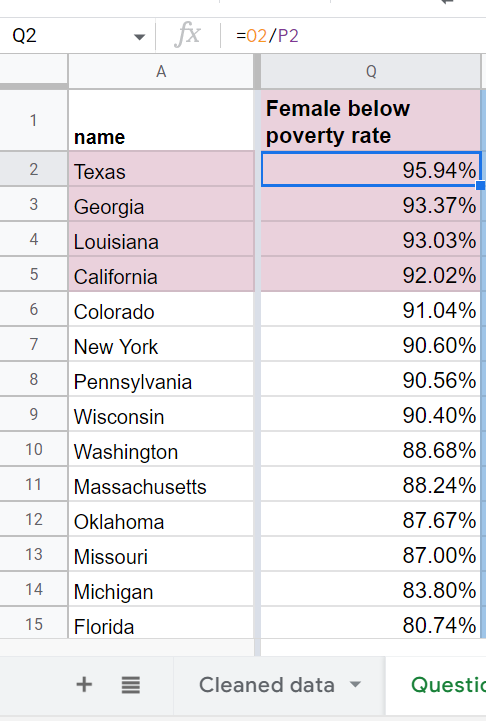 Q2 fx =O2/P2
A Q
1 name Female below
poverty rate
2 Texas 95.94%
3 Georgia 93.37%
4 Louisiana 93.03%
5 California 92.02%
6 Colorado 91.04%
7 New York 90.60%
8 Pennsylvania 90.56%
9 Wisconsin 90.40%
10 Washington 88.68%
11 Massachusetts 88.24%
12 Oklahoma 87.67%
13 Missouri 87.00%
14 Michigan 83.80%
15 Florida 80.74%
+ Cleaned data Questio